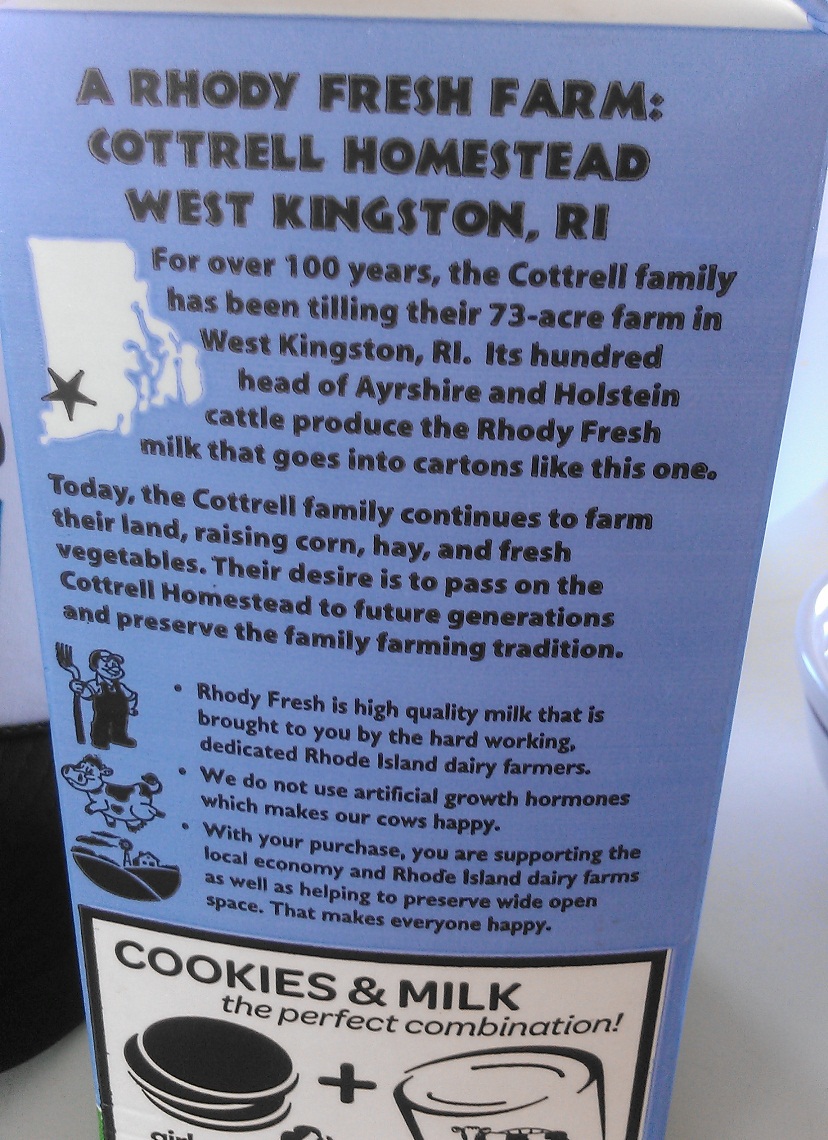 A RHODY FRESH FARM:
COTTRELL HOMESTEAD
WEST KINGSTON, RI
For over 100 years, the Cottrell family
has been tilling their 73-acre farm in
West Kingston, RI. Its hundred
head of Ayrshire and Holstein
cattle produce the Rhody Fresh
milk that goes into cartons like this one.
Today, the Cottrell family continues to farm
their land, raising corn, hay, and fresh
vegetables. Their desire is to pass on the
Cottrell Homestead to future generations
and preserve the family farming tradition.
• Rhody Fresh is high quality milk that is
brought to you by the hard working,
dedicated Rhode Island dairy farmers.
• We do not use artificial growth hormones
which makes our cows happy.
• With your purchase, you are supporting the
local economy and Rhode Island dairy farms
as well as helping to preserve wide open
space. That makes everyone happy.
COOKIES & MILK
the perfect combination!
+
girl